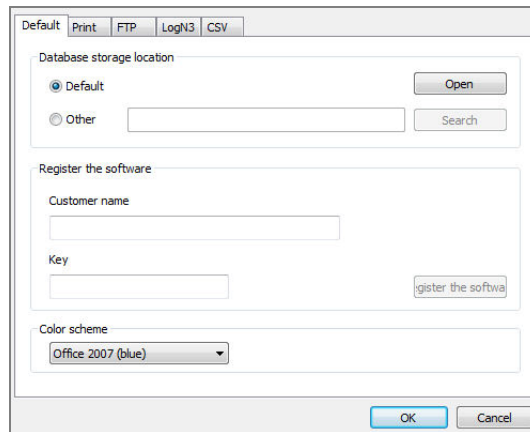 Default Print FTP LogN3 CSV
Database storage location
Default Open
Other Search
Register the software
Customer name
Key
gister the softwa
Color scheme
Office 2007 (blue)
OK Cancel